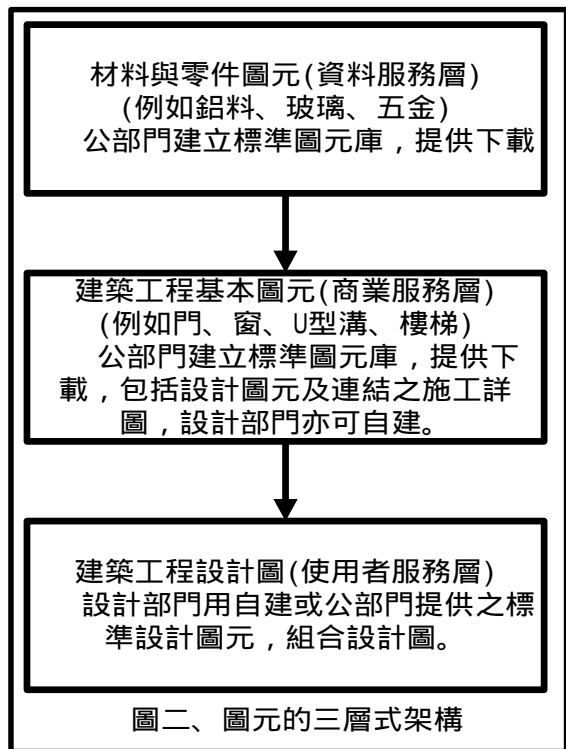 材料與零件圖元(資料服務層)
(例如鋁料、玻璃、五金)
公部門建立標準圖元庫，提供下載
建築工程基本圖元(商業服務層)
(例如門、窗、U型溝、樓梯)
公部門建立標準圖元庫，提供下
載，包括設計圖元及連結之施工詳
圖，設計部門亦可自建。
建築工程設計圖(使用者服務層)
設計部門用自建或公部門提供之標
準設計圖元，組合設計圖。
圖二、圖元的三層式架構